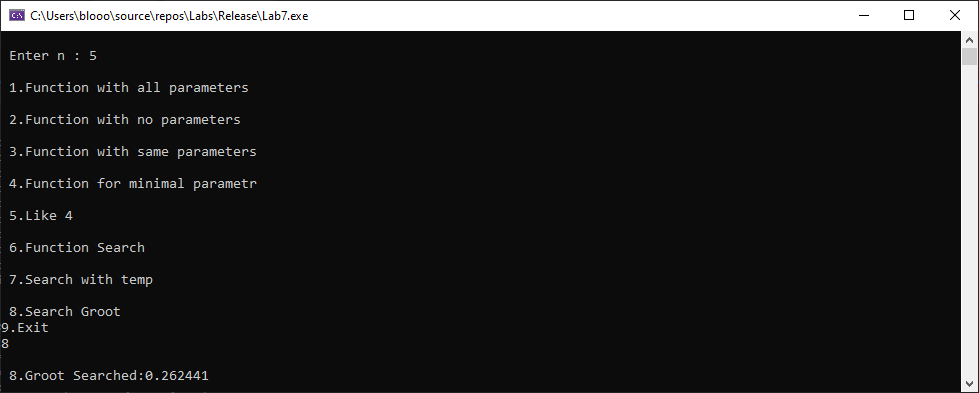 C:\Users\blooo\source\repos\Labs\Release\Lab7.exe
Enter n : 5
1.Function with all parameters
2.Function with no parameters
3.Function with same parameters
4.Function for minimal parametr
5.Like 4
6.Function Search
7.Search with temp
8.Search Groot
9.Exit
8
8.Groot Searched:0.262441